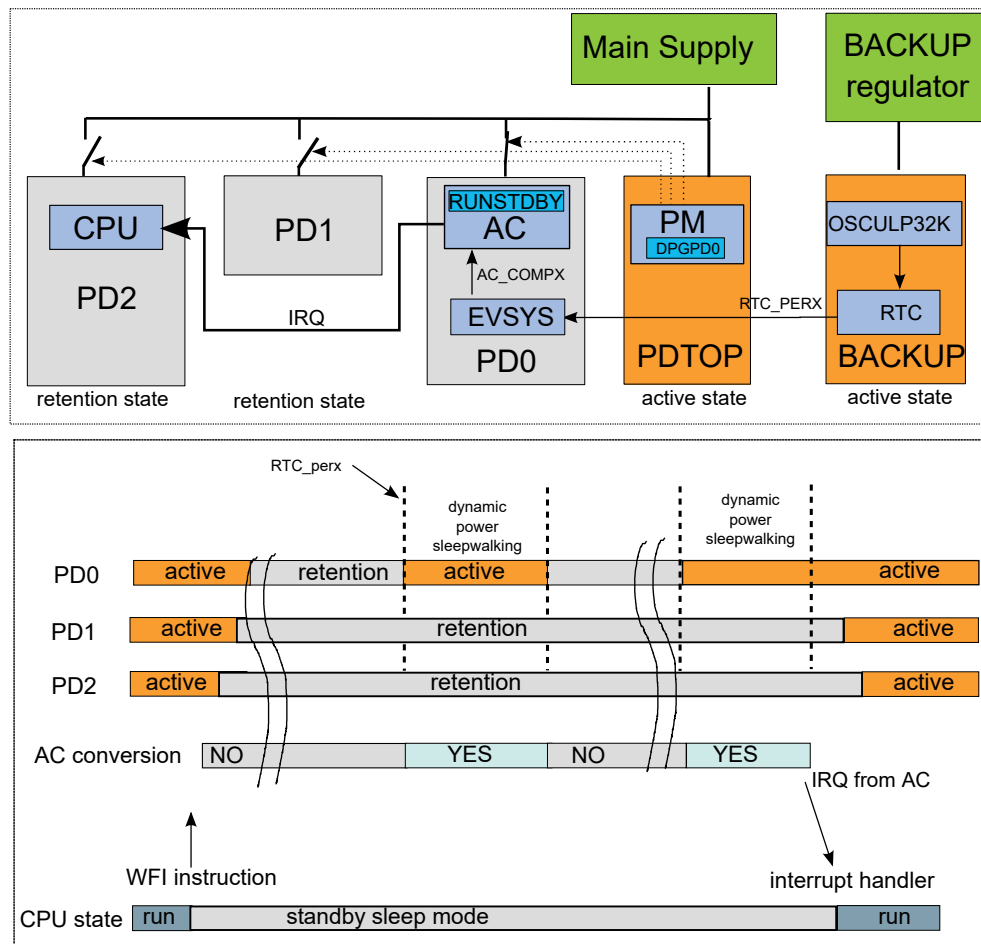 Main Supply
BACKUP
regulator
RUNSTDBY
AC
CPU
PD1
PM
DPGPD0
OSCULP32K
AC_COMPX
PD2
IRQ
EVSYS
RTC_PERX
RTC
PD0
PDTOP
BACKUP
retention state
retention state
active state
active state
RTC_perx
dynamic
power
sleepwalking
dynamic
power
sleepwalking
PD0 active retention active active
PD1 active retention active
PD2 active retention active
AC conversion NO YES NO YES
IRQ from AC
WFI instruction
interrupt handler
CPU state run standby sleep mode run